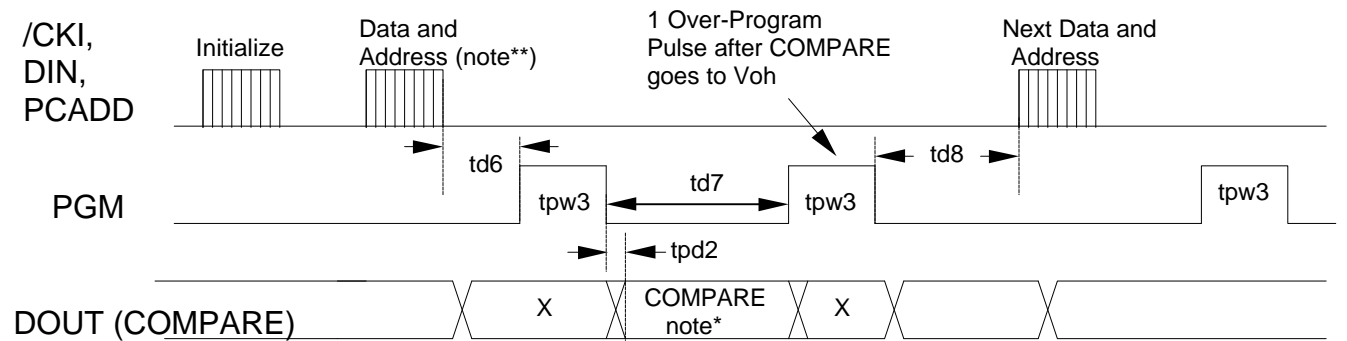 /CKI,
DIN,
PCADD
Initialize
Data and
Address (note**)
1 Over-Program
Pulse after COMPARE
goes to Voh
Next Data and
Address
td6
td7
td8
PGM
tpw3
tpw3
tpw3
tpd2
DOUT (COMPARE)
X
COMPARE
note*
X